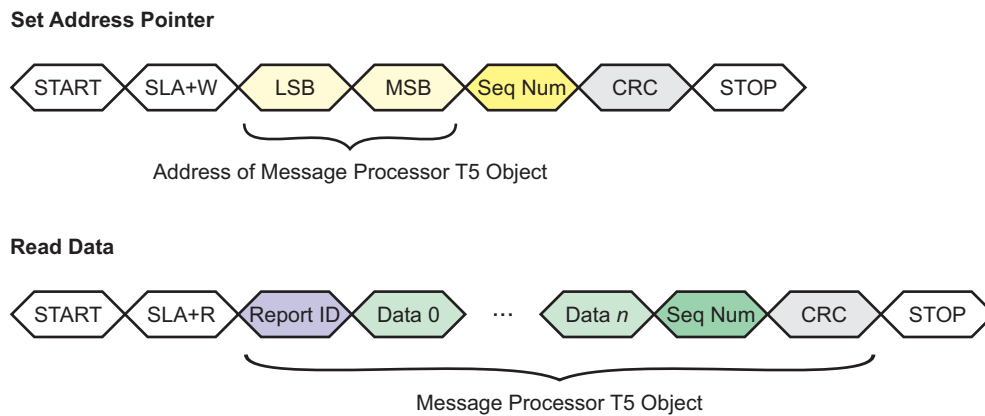 Set Address Pointer
START SLA+W LSB MSB Seq Num CRC STOP
Address of Message Processor T5 Object
Read Data
START SLA+R Report ID Data 0 ... Data n Seq Num CRC STOP
Message Processor T5 Object